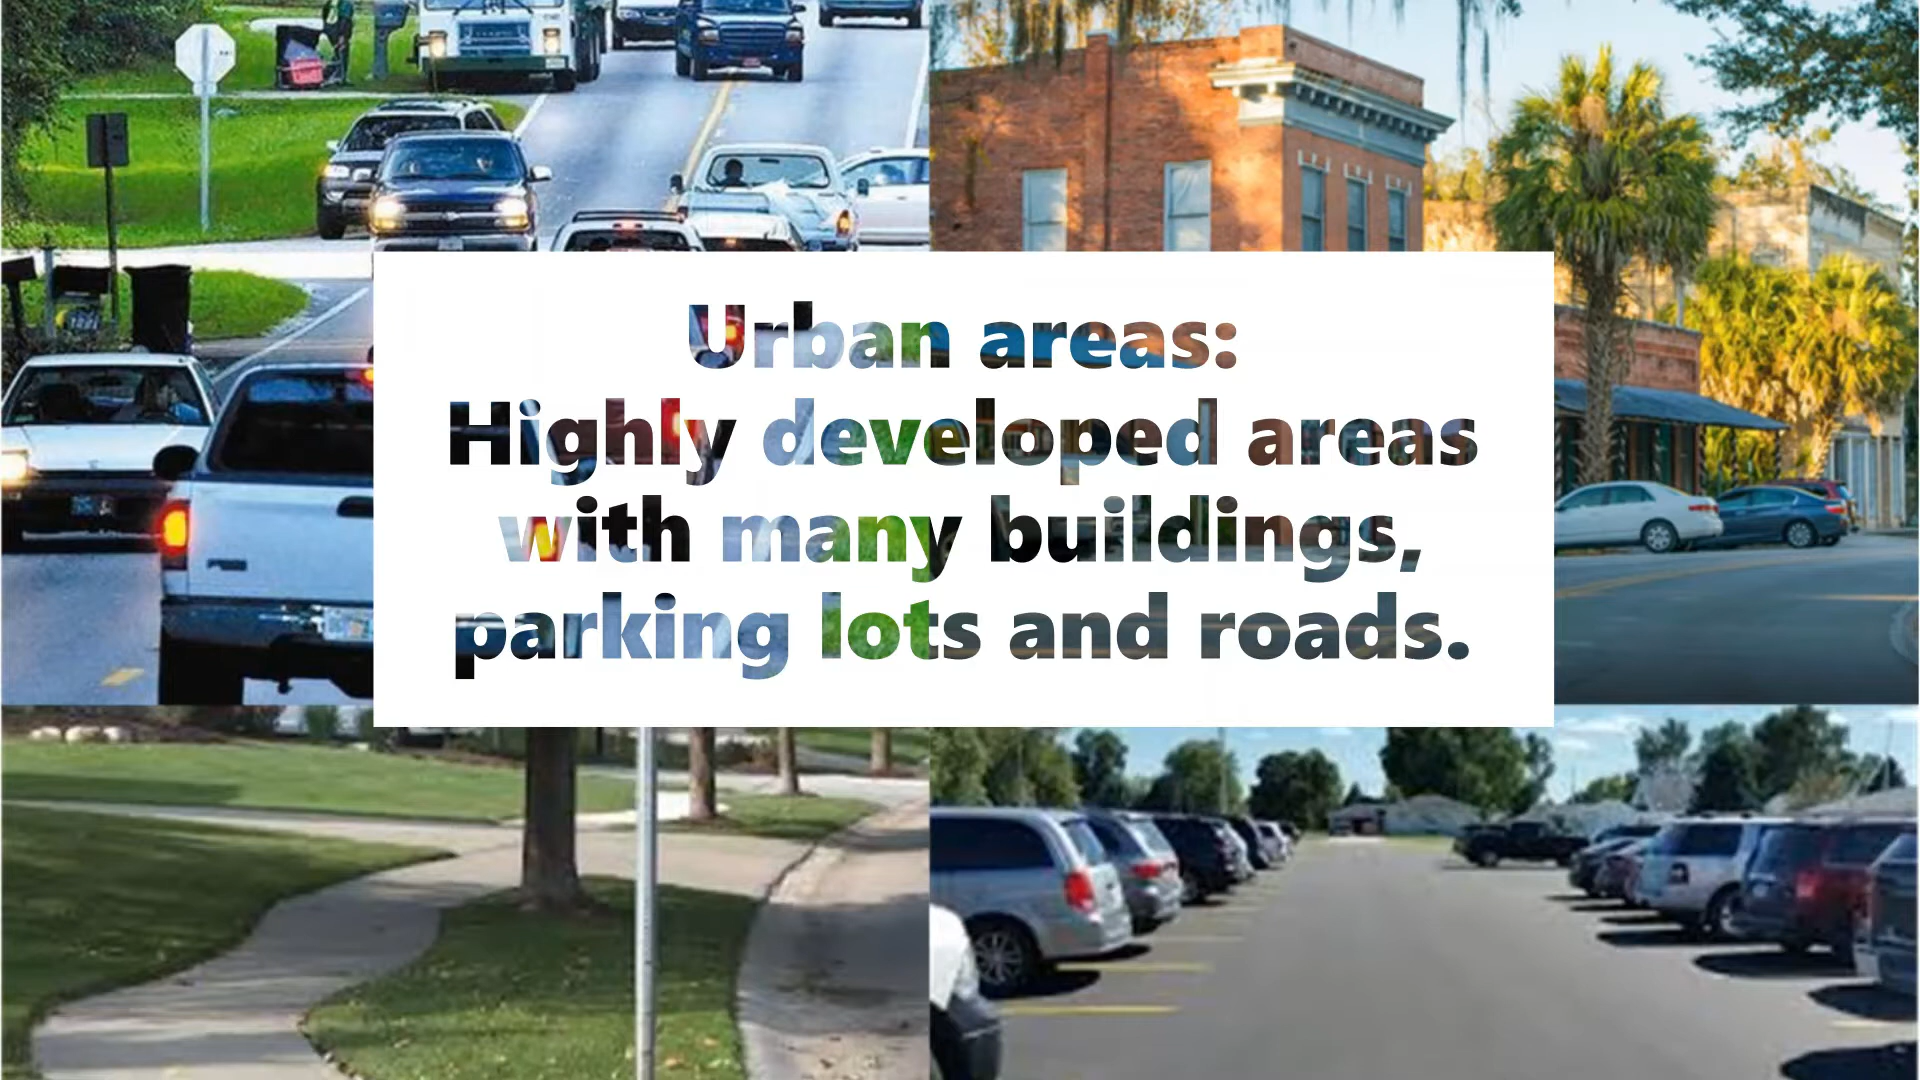 Urban areas:
Highly developed areas
with many buildings,
parking lots and roads.